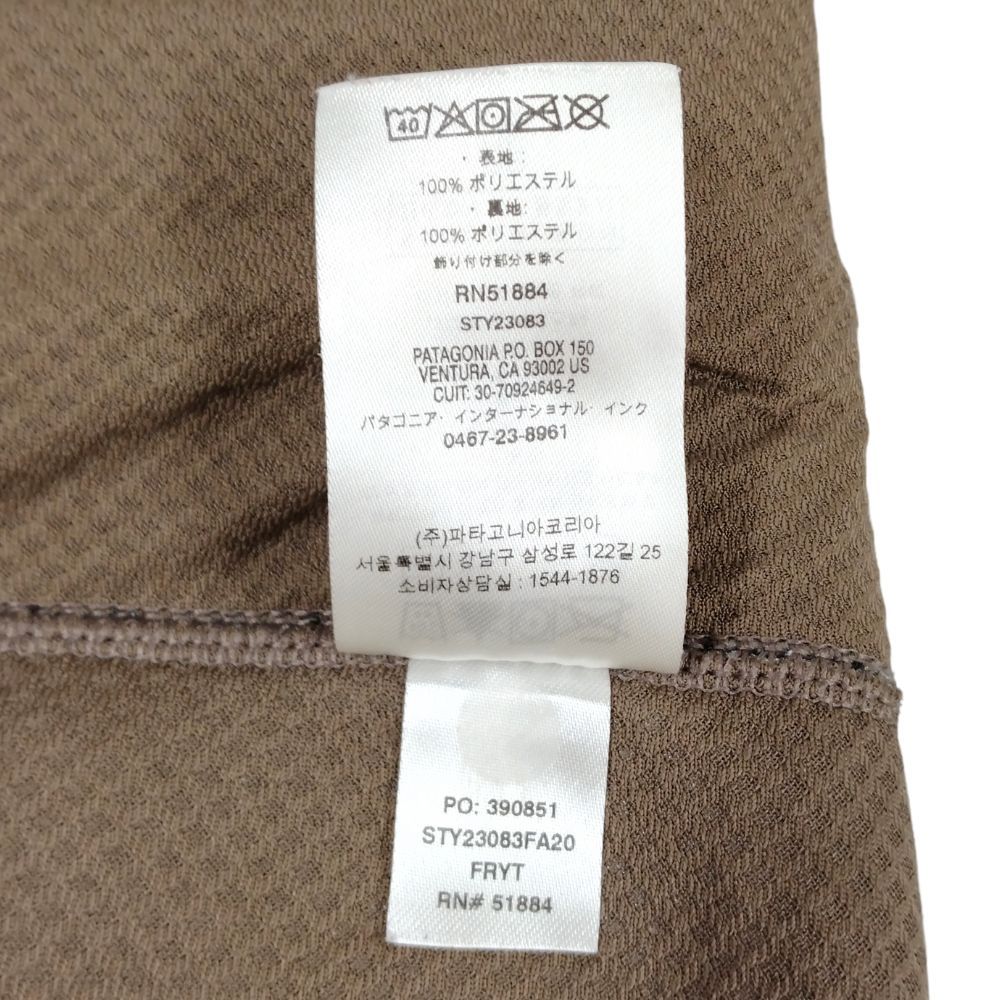 40
・表地：
100% ポリエステル
・裏地:
100% ポリエステル
飾り付け部分を除く
RN51884
STY23083
PATAGONIA P.O. BOX 150
VENTURA, CA 93002 US
CUIT: 30-70924649-2
パタゴニア・インターナショナル・インク
0467-23-8961
(주)파타고니아코리아
서울특별시 강남구 삼성로 122길 25
소비자상담실 : 1544-1876
PO: 390851
STY23083FA20
FRYT
RN# 51884